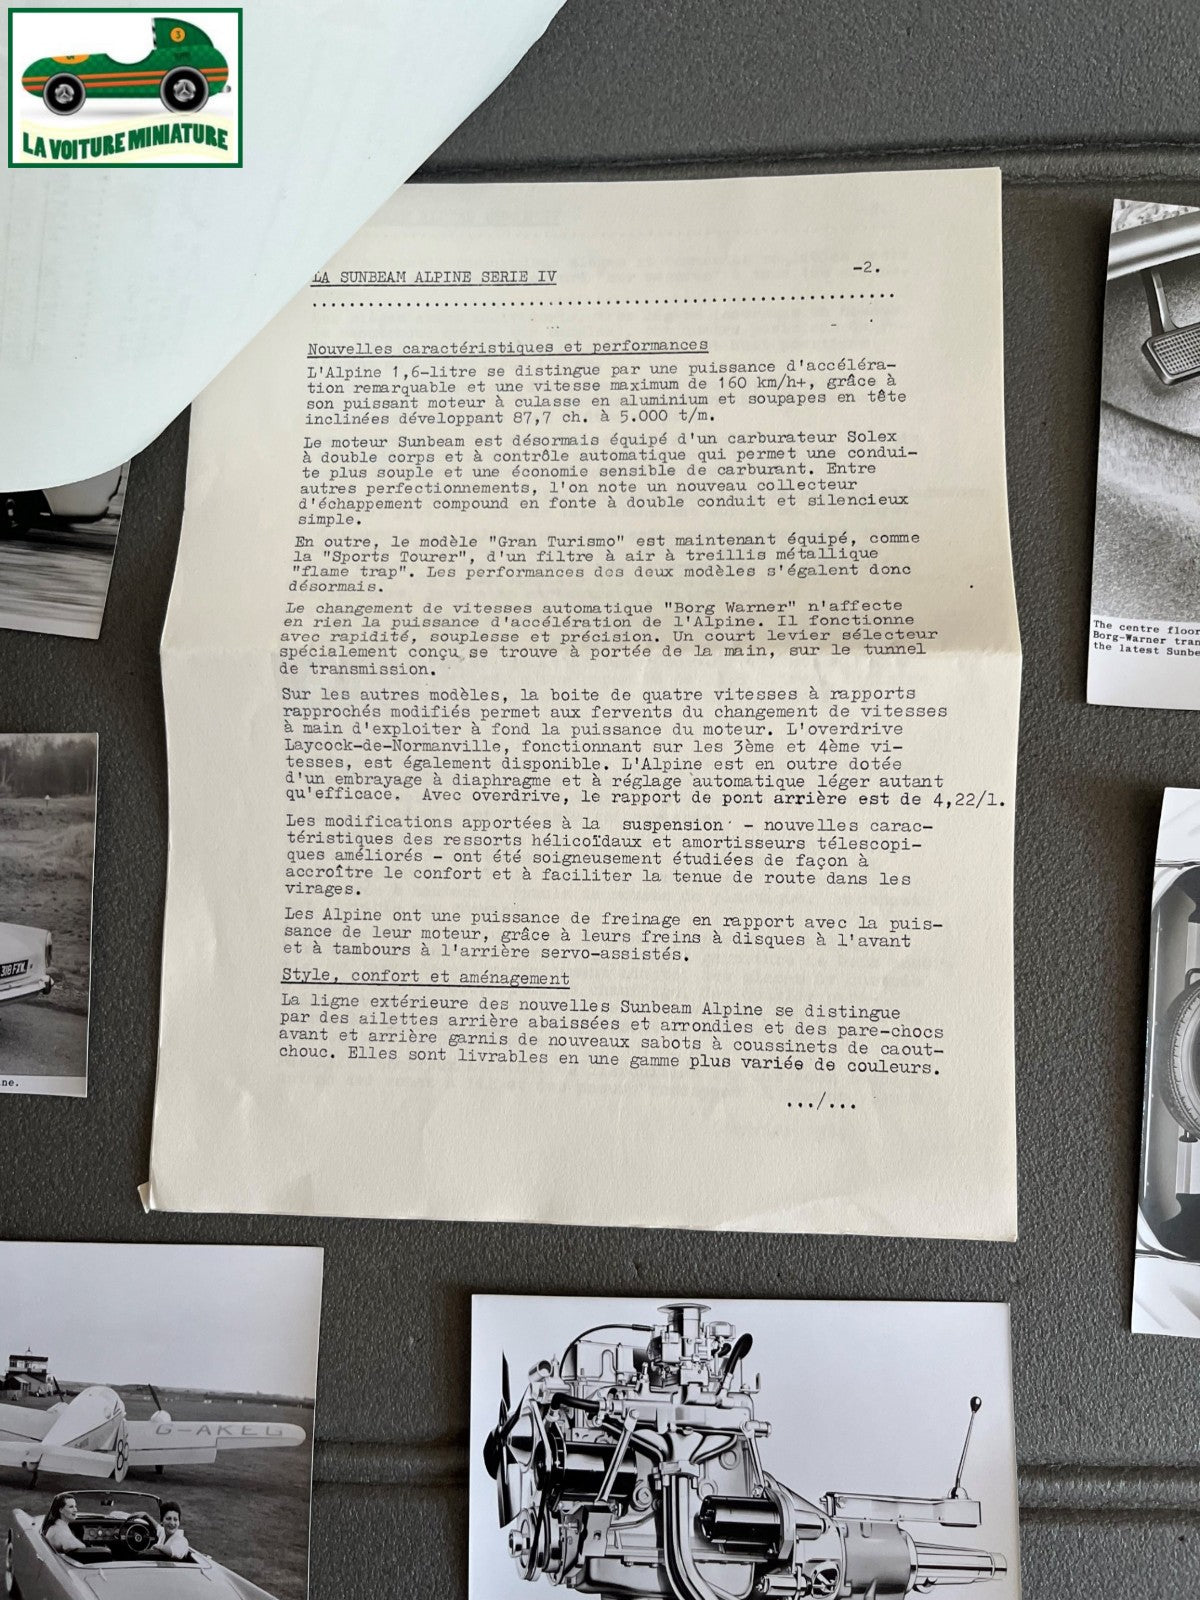 3
LA VOITURE MINIATURE
LA SUNBEAM ALPINE SERIE IV
-2.
Nouvelles caractéristiques et performances
L'Alpine 1,6-litre se distingue par une puissance d'accéléra-
tion remarquable et une vitesse maximum de 160 km/h+, grâce à
son puissant moteur à culasse en aluminium et soupapes en tête
inclinées développant 87,7 ch. à 5.000 t/m.
Le moteur Sunbeam est désormais équipé d'un carburateur Solex
à double corps et à contrôle automatique qui permet une condui-
te plus souple et une économie sensible de carburant. Entre
autres perfectionnements, l'on note un nouveau collecteur
d'échappement compound en fonte à double conduit et silencieux
simple.
En outre, le modèle "Gran Turismo" est maintenant équipé, comme
la "Sports Tourer", d'un filtre à air à treillis métallique
"flame trap". Les performances des deux modèles s'égalent donc
désormais.
Le changement de vitesses automatique "Borg Warner" n'affecte
en rien la puissance d'accélération de l'Alpine. Il fonctionne
avec rapidité, souplesse et précision. Un court levier sélecteur
spécialement conçu se trouve à portée de la main, sur le tunnel
de transmission.
Sur les autres modèles, la boite de quatre vitesses à rapports
rapprochés modifiés permet aux fervents du changement de vitesses
à main d'exploiter à fond la puissance du moteur. L'overdrive
Laycock-de-Normanville, fonctionnant sur les 3ème et 4ème vi-
tesses, est également disponible. L'Alpine est en outre dotée
d'un embrayage à diaphragme et à réglage automatique léger autant
qu'efficace. Avec overdrive, le rapport de pont arrière est de 4,22/1.
Les modifications apportées à la suspension - nouvelles carac-
téristiques des ressorts hélicoïdaux et amortisseurs télescopi-
ques améliorés - ont été soigneusement étudiées de façon à
accroître le confort et à faciliter la tenue de route dans les
virages.
Les Alpine ont une puissance de freinage en rapport avec la puis-
sance de leur moteur, grâce à leurs freins à disques à l'avant
et à tambours à l'arrière servo-assistés.
Style, confort et aménagement
La ligne extérieure des nouvelles Sunbeam Alpine se distingue
par des ailettes arrière abaissées et arrondies et des pare-chocs
avant et arrière garnis de nouveaux sabots à coussinets de caout-
chouc. Elles sont livrables en une gamme plus variée de couleurs.
.../...
The centre floor
Borg-Warner tran
the latest Sunbe
318 FXK
ne.
G-AKEG